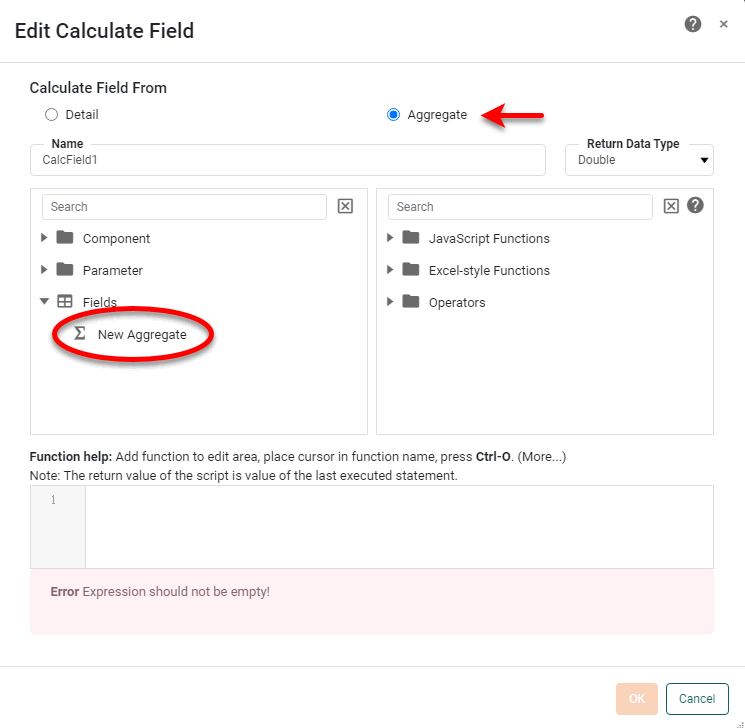 Edit Calculate Field
Calculate Field From
Detail
Aggregate
Name
CalcField1
Return Data Type
Double
Search
Component
Parameter
Fields
New Aggregate
Search
JavaScript Functions
Excel-style Functions
Operators
Function help: Add function to edit area, place cursor in function name, press Ctrl-O. (More...)
Note: The return value of the script is value of the last executed statement.
1
Error Expression should not be empty!
OK
Cancel